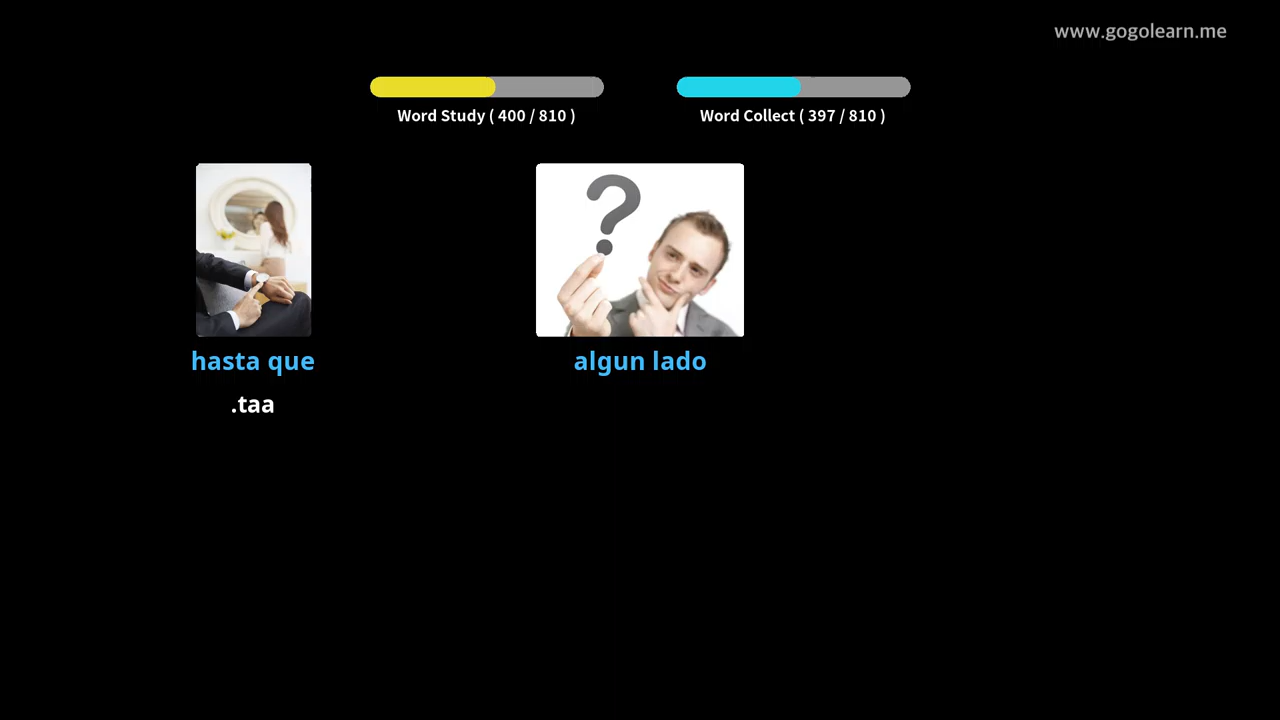 www.gogolearn.me
Word Study ( 400 / 810 )
Word Collect ( 397 / 810 )
hasta que
.taa
algun lado